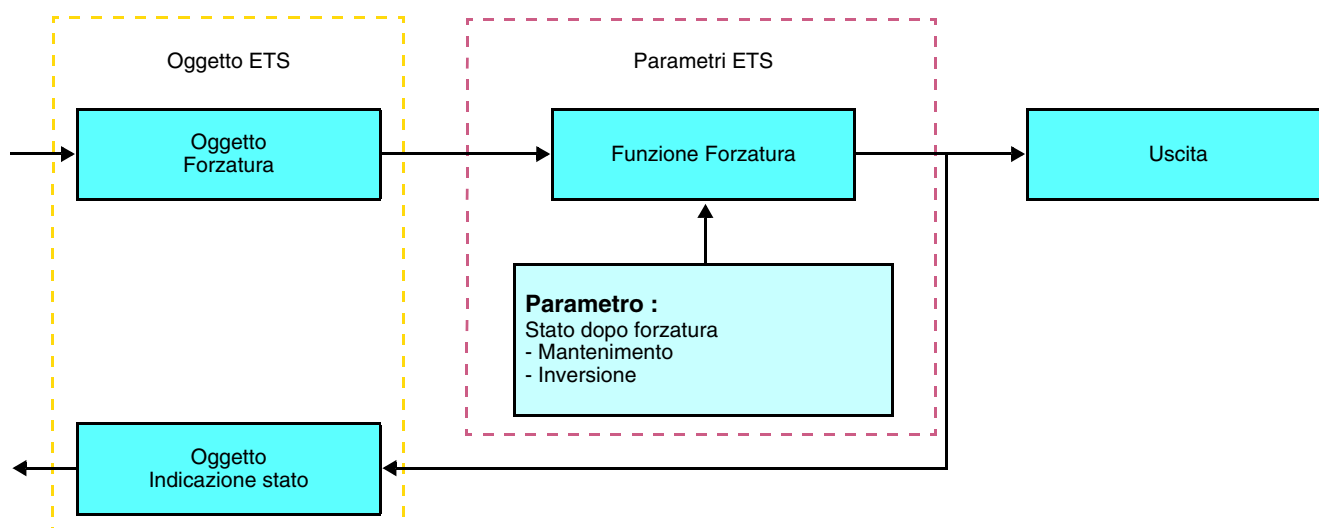 Oggetto ETS
Parametri ETS
Oggetto
Forzatura
Funzione Forzatura
Uscita
Parametro :
Stato dopo forzatura
- Mantenimento
- Inversione
Oggetto
Indicazione stato